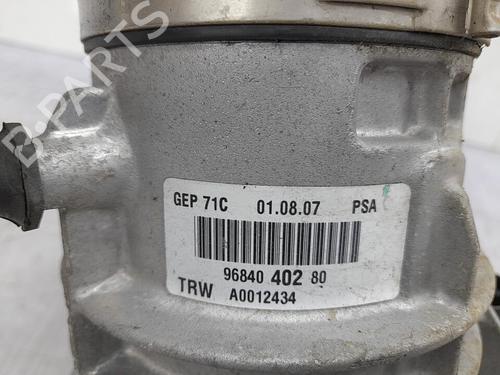 B-PARTS
GEP 71C 01.08.07 PSA
96840 402 80
TRW A0012434